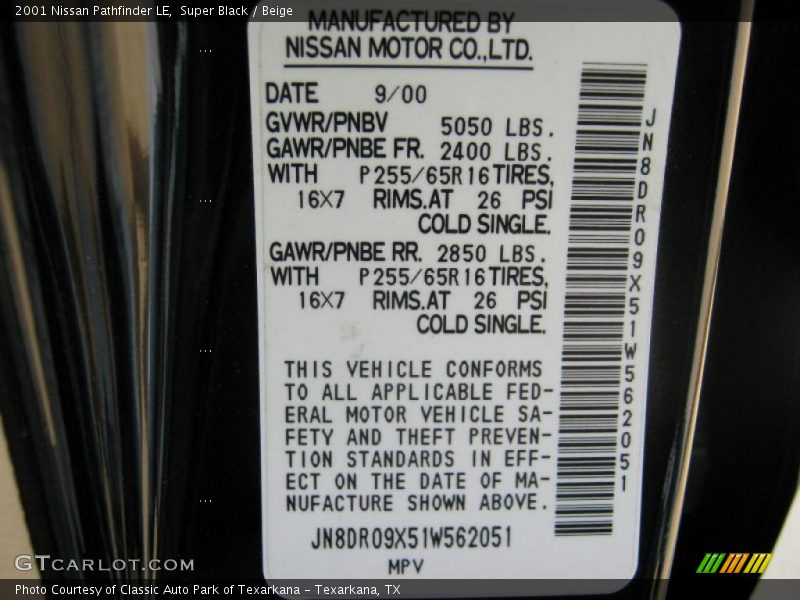 2001 Nissan Pathfinder LE, Super Black / Beige
MANUFACTURED BY
NISSAN MOTOR CO.,LTD.
DATE 9/00
GVWR/PNBV 5050 LBS.
GAWR/PNBE FR. 2400 LBS.
WITH P255/65R16TIRES,
16X7 RIMS.AT 26 PSI
COLD SINGLE.
GAWR/PNBE RR. 2850 LBS.
WITH P255/65R16TIRES,
16X7 RIMS.AT 26 PSI
COLD SINGLE.
THIS VEHICLE CONFORMS
TO ALL APPLICABLE FED-
ERAL MOTOR VEHICLE SA-
FETY AND THEFT PREVEN-
TION STANDARDS IN EFF-
ECT ON THE DATE OF MA-
NUFACTURE SHOWN ABOVE.
JN8DR09X51W562051
MPV
JN8DR09X51W562051
GTCARLOT.COM
Photo Courtesy of Classic Auto Park of Texarkana - Texarkana, TX